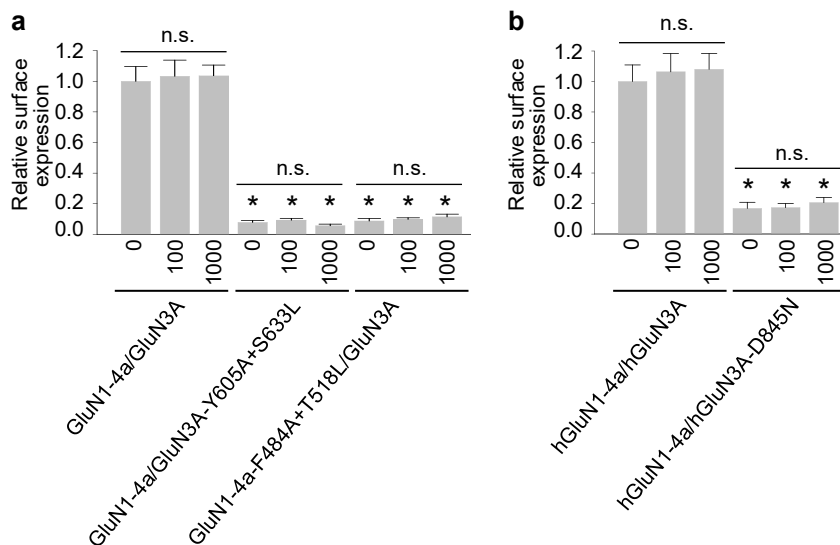 a
n.s.
1.2
1.0
0.8
0.6
0.4
0.2
0.0
Relative surface
expression
n.s.
n.s.
* * * * * *
0 100 1000 0 100 1000 0 100 1000
GluN1-4a/GluN3A
GluN1-4a/GluN3A-Y605A+S633L
GluN1-4a-F484A+T518L/GluN3A
b
n.s.
1.2
1.0
0.8
0.6
0.4
0.2
0.0
Relative surface
expression
n.s.
* * *
0 100 1000 0 100 1000
hGluN1-4a/hGluN3A
hGluN1-4a/hGluN3A-D845N